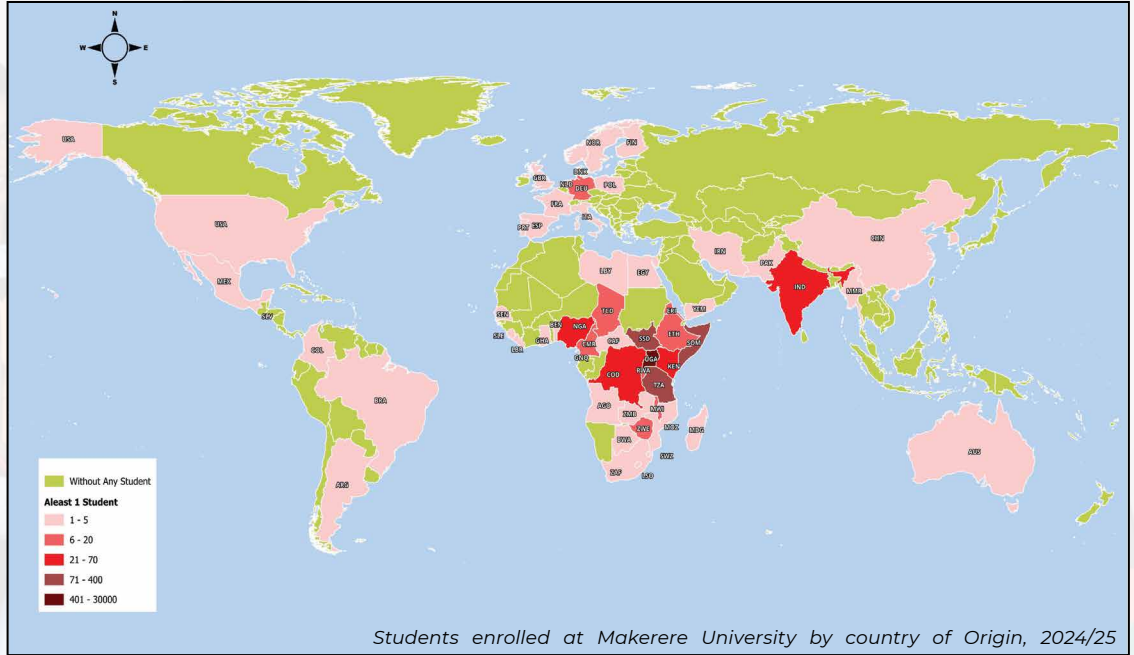 N
W E
S
USA
NOR
FIN
DNK
GBR
NLD
DEU
POL
FRA
ITA
PRT
ESP
USA
CHN
IRN
PAK
MEX
LBY
EGY
IND
MMR
SLV
SEN
TCD
ERI
YEM
BEN
NGA
SLE
LBR
GHA
CMR
CAF
SSD
ETH
SOM
COL
GNQ
UGA
COD
RWA
KEN
TZA
BRA
AGO
ZMB
MWI
MOZ
MDG
ZWE
BWA
SWZ
AUS
ZAF
LSO
ARG
Without Any Student
Aleast 1 Student
1 - 5
6 - 20
21 - 70
71 - 400
401 - 30000
Students enrolled at Makerere University by country of Origin, 2024/25